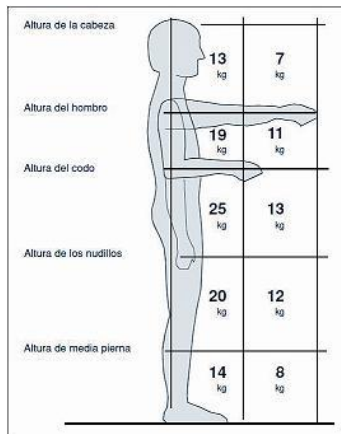 Altura de la cabeza
13 kg 7 kg
Altura del hombro
19 kg 11 kg
Altura del codo
25 kg 13 kg
Altura de los nudillos
20 kg 12 kg
Altura de media pierna
14 kg 8 kg